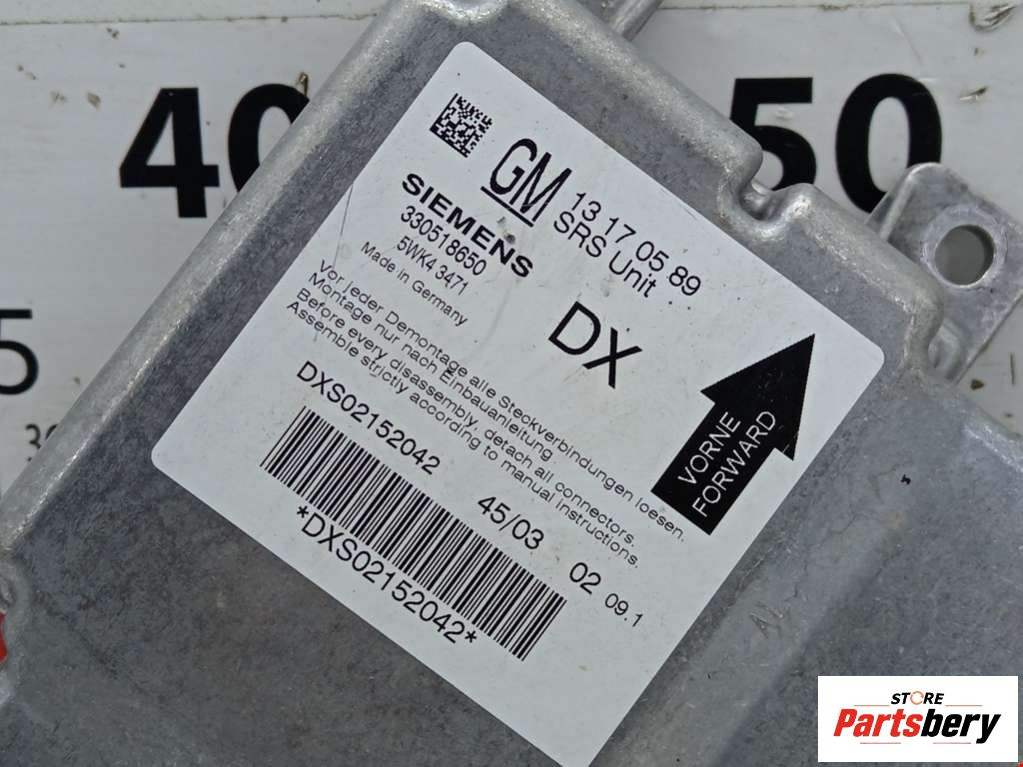 40
50
5
GM
13 17 05 89
SRS Unit
SIEMENS
330518650
5WK4 3471
Made in Germany
DX
Vor jeder Demontage alle Steckverbindungen loesen.
Montage nur nach Einbauanleitung
Before every disassembly, detach all connectors.
Assemble strictly according to manual instructions.
VORNE
FORWARD
DXS02152042 45/03 02 09.1
*DXS02152042*
STORE
Partsbery